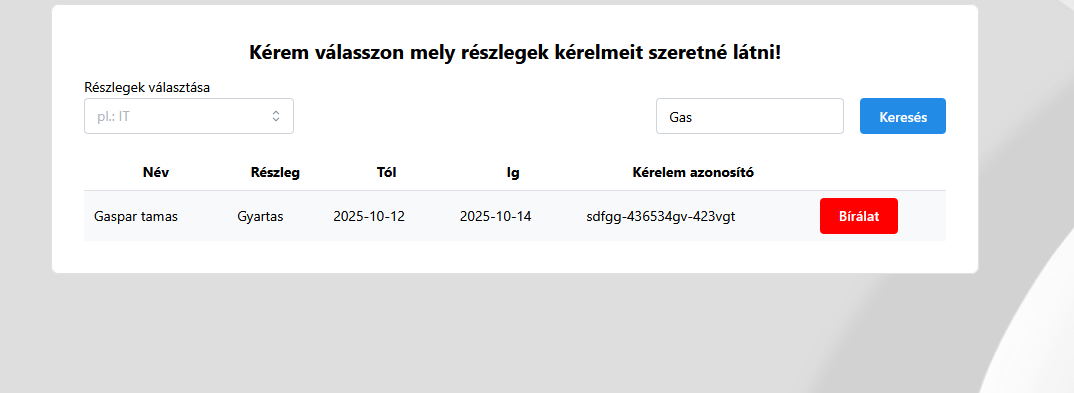 Kérem válasszon mely részlegek kérelmeit szeretné látni!
Részlegek választása
pl.: IT
Gas
Keresés
Név Részleg Tól Ig Kérelem azonosító
Gaspar tamas Gyartas 2025-10-12 2025-10-14 sdfgg-436534gv-423vgt Bírálat